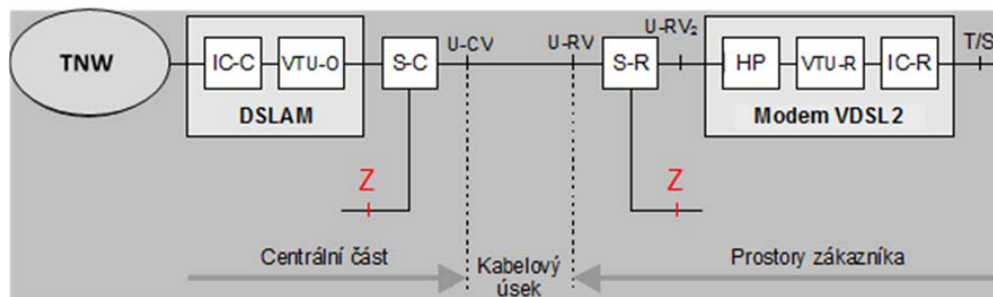 U-CV
U-RV
U-RV₂
T/S
TNW
IC-C
VTU-O
S-C
S-R
HP
VTU-R
IC-R
DSLAM
Modem VDSL2
Z
Z
Centrální část
Kabelový
úsek
Prostory zákazníka